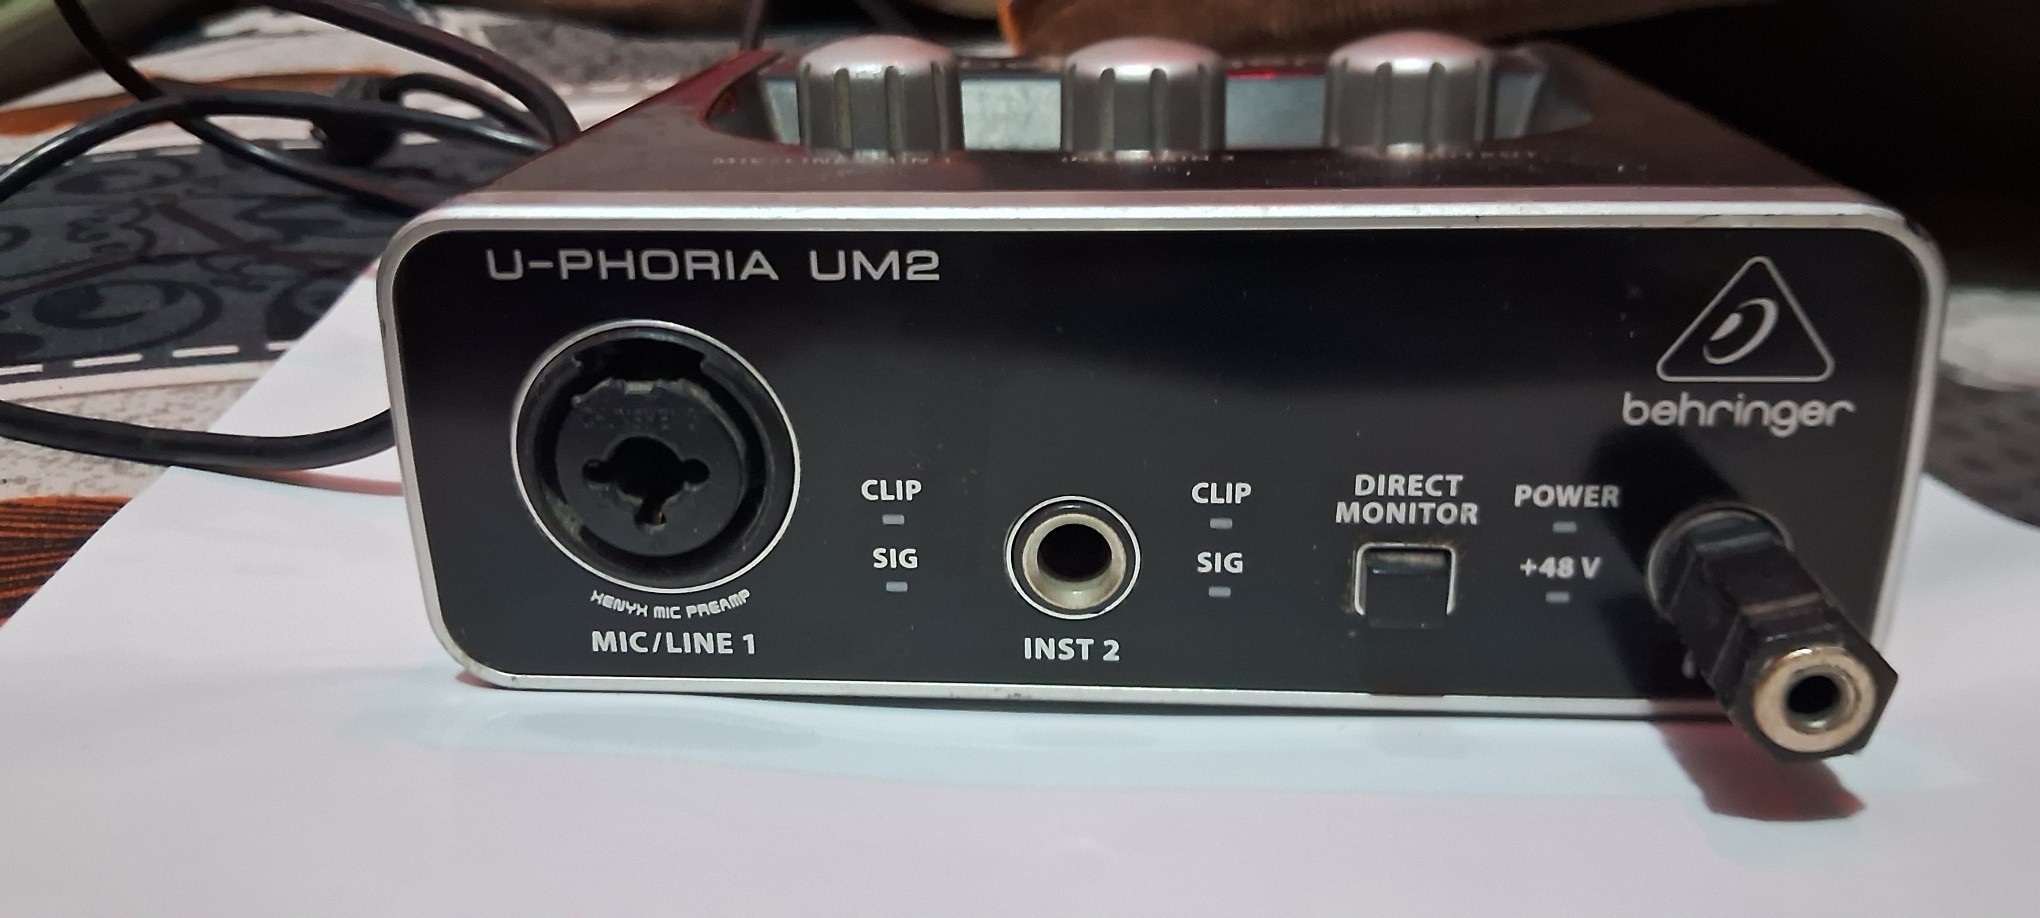 U-PHORIA UM2
behringer
CLIP
SIG
CLIP
SIG
DIRECT
MONITOR
POWER
+48 V
XENYX MIC PREAMP
MIC/LINE 1
INST 2